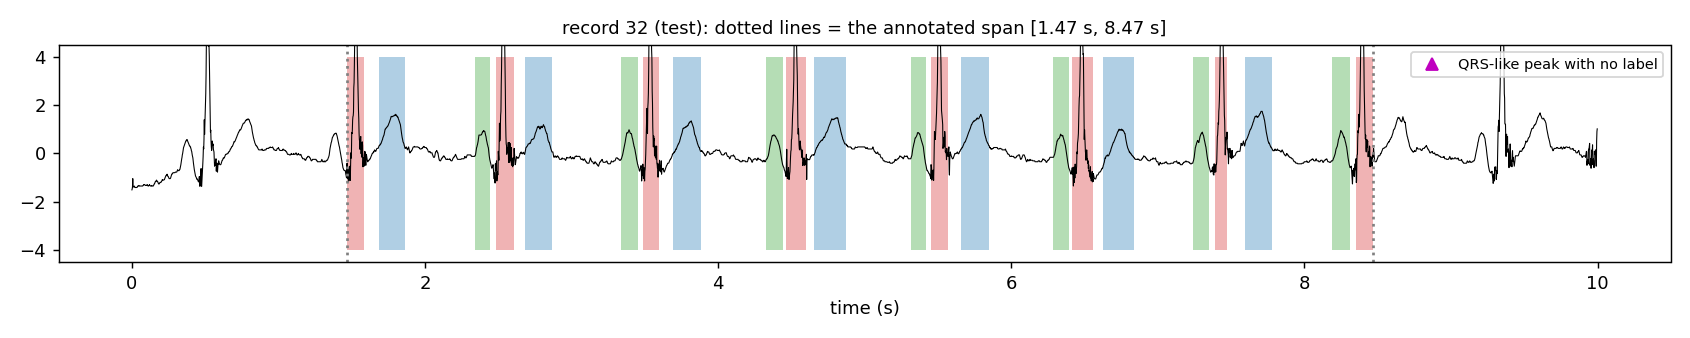 record 32 (test): dotted lines = the annotated span [1.47 s, 8.47 s]
QRS-like peak with no label
4
2
0
−2
−4
0 2 4 6 8 10
time (s)